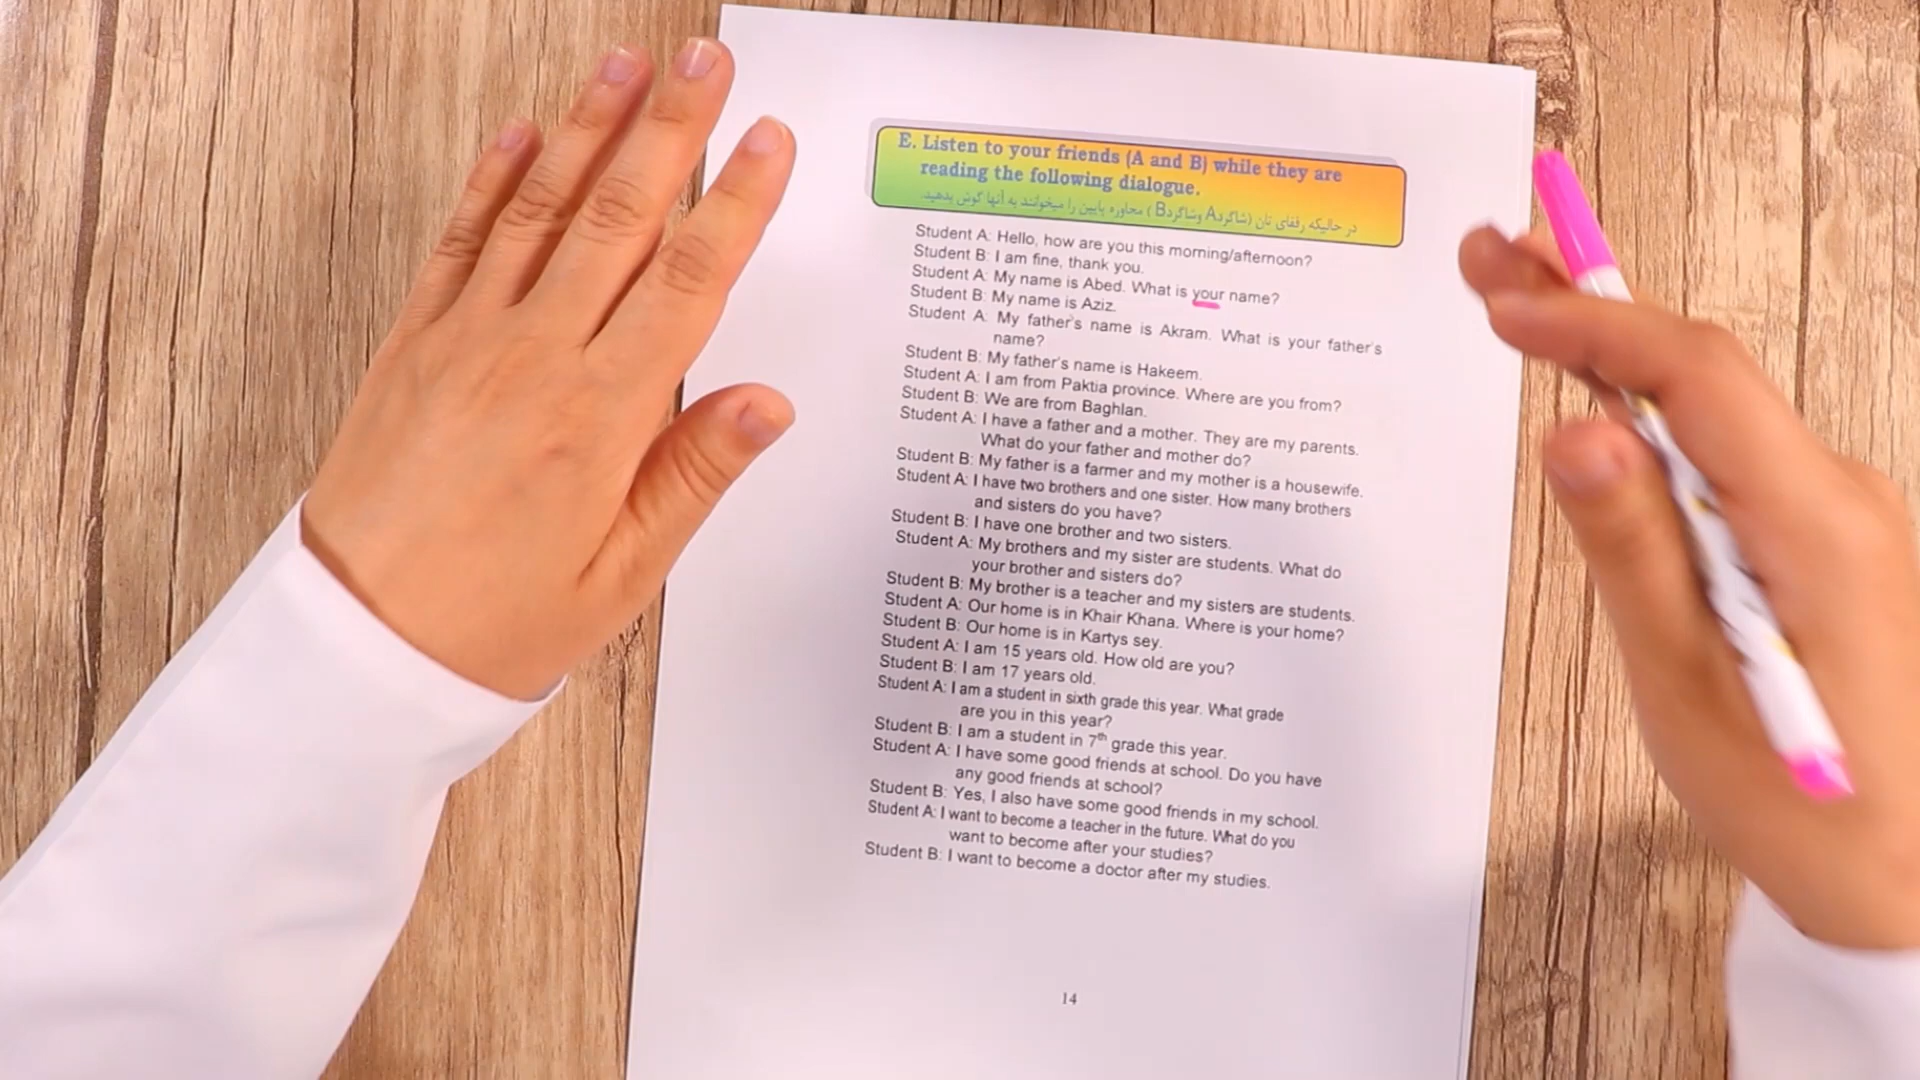 E. Listen to your friends (A and B) while they are
reading the following dialogue.
در حالیکه رفقای تان (شاگردA وشاگردB ) محاوره پایین را میخوانند به آنها گوش بدهید.
Student A: Hello, how are you this morning/afternoon?
Student B: I am fine, thank you.
Student A: My name is Abed. What is your name?
Student B: My name is Aziz.
Student A: My father's name is Akram. What is your father's
name?
Student B: My father's name is Hakeem.
Student A: I am from Paktia province. Where are you from?
Student B: We are from Baghlan.
Student A: I have a father and a mother. They are my parents.
What do your father and mother do?
Student B: My father is a farmer and my mother is a housewife.
Student A: I have two brothers and one sister. How many brothers
and sisters do you have?
Student B: I have one brother and two sisters.
Student A: My brothers and my sister are students. What do
your brother and sisters do?
Student B: My brother is a teacher and my sisters are students.
Student A: Our home is in Khair Khana. Where is your home?
Student B: Our home is in Kartys sey.
Student A: I am 15 years old. How old are you?
Student B: I am 17 years old.
Student A: I am a student in sixth grade this year. What grade
are you in this year?
Student B: I am a student in 7th grade this year.
Student A: I have some good friends at school. Do you have
any good friends at school?
Student B: Yes, I also have some good friends in my school.
Student A: I want to become a teacher in the future. What do you
want to become after your studies?
Student B: I want to become a doctor after my studies.
14